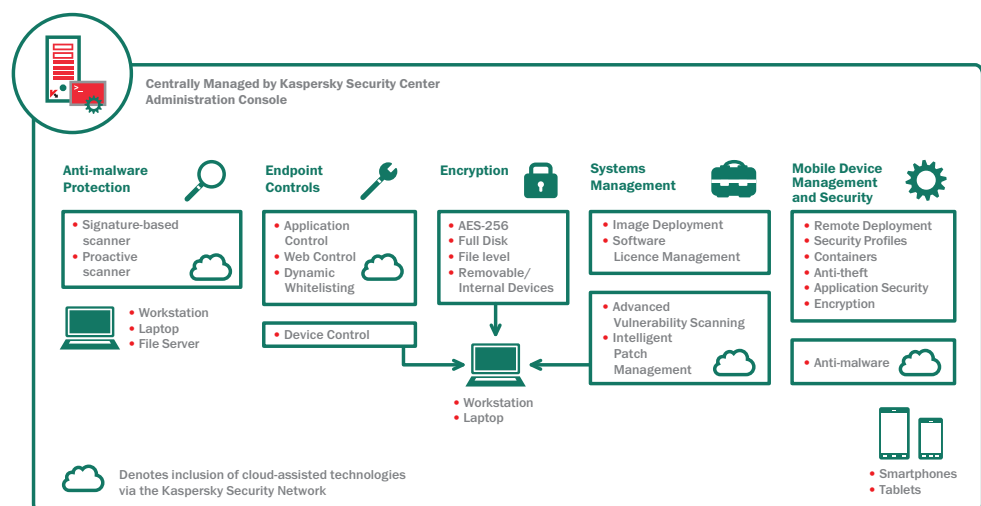 Centrally Managed by Kaspersky Security Center
Administration Console
Anti-malware
Protection
• Signature-based
scanner
• Proactive
scanner
• Workstation
• Laptop
• File Server
Endpoint
Controls
• Application
Control
• Web Control
• Dynamic
Whitelisting
• Device Control
Encryption
• AES-256
• Full Disk
• File level
• Removable/
Internal Devices
• Workstation
• Laptop
Systems
Management
• Image Deployment
• Software
Licence Management
• Advanced
Vulnerability Scanning
• Intelligent
Patch
Management
Mobile Device
Management
and Security
• Remote Deployment
• Security Profiles
• Containers
• Anti-theft
• Application Security
• Encryption
• Anti-malware
• Smartphones
• Tablets
Denotes inclusion of cloud-assisted technologies
via the Kaspersky Security Network